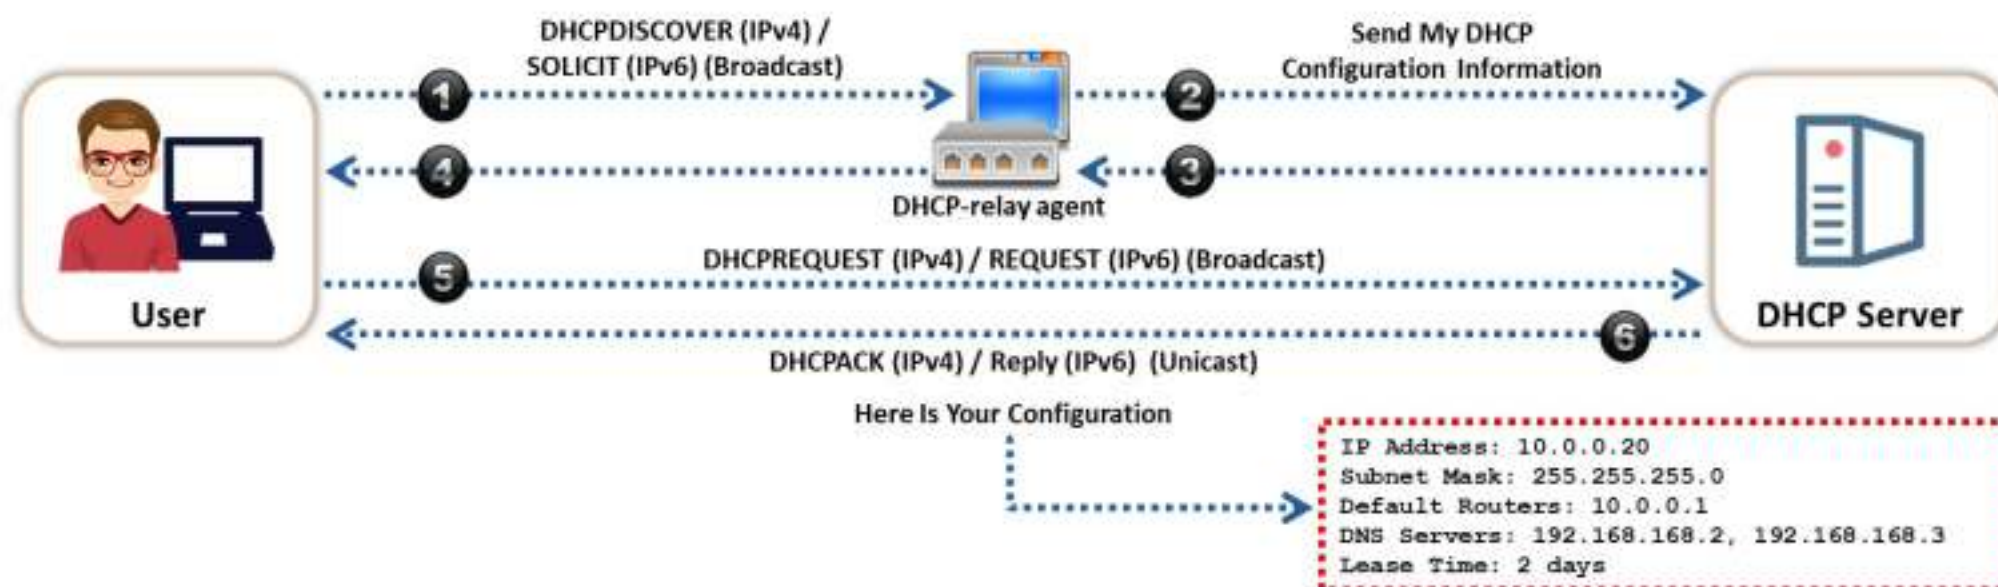 DHCPDISCOVER (IPv4) /
SOLICIT (IPv6) (Broadcast)
Send My DHCP
Configuration Information
1
2
4
3
DHCP-relay agent
DHCPREQUEST (IPv4) / REQUEST (IPv6) (Broadcast)
5
User
DHCP Server
6
DHCPACK (IPv4) / Reply (IPv6) (Unicast)
Here Is Your Configuration
IP Address: 10.0.0.20
Subnet Mask: 255.255.255.0
Default Routers: 10.0.0.1
DNS Servers: 192.168.168.2, 192.168.168.3
Lease Time: 2 days